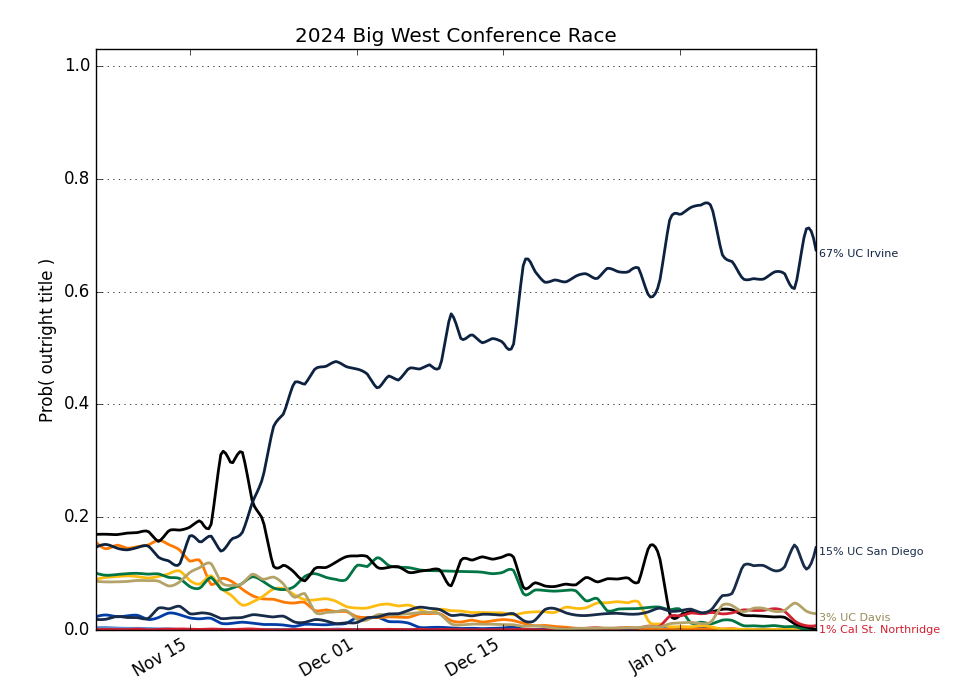 2024 Big West Conference Race
Prob( outright title )
1.0
0.8
0.6
0.4
0.2
0.0
Nov 15
Dec 01
Dec 15
Jan 01
67% UC Irvine
15% UC San Diego
3% UC Davis
1% Cal St. Northridge